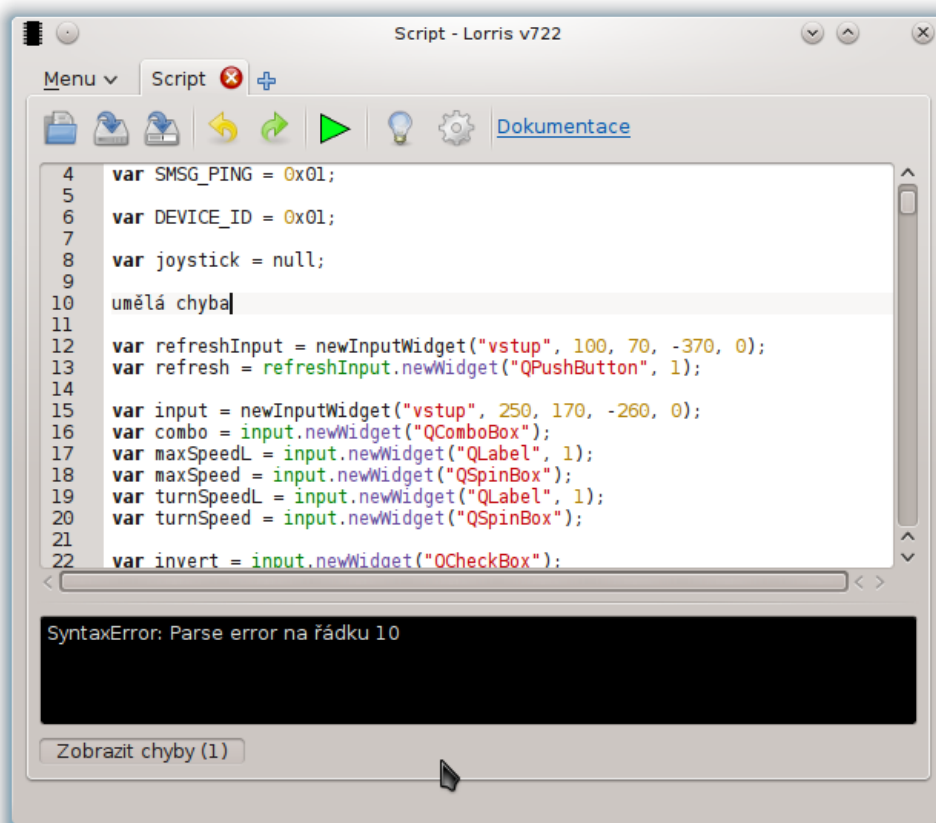 Script - Lorris v722
Menu
Script
Dokumentace
4 var SMSG_PING = 0x01;
5
6 var DEVICE_ID = 0x01;
7
8 var joystick = null;
9
10 umělá chyba
11
12 var refreshInput = newInputWidget("vstup", 100, 70, -370, 0);
13 var refresh = refreshInput.newWidget("QPushButton", 1);
14
15 var input = newInputWidget("vstup", 250, 170, -260, 0);
16 var combo = input.newWidget("QComboBox");
17 var maxSpeedL = input.newWidget("QLabel", 1);
18 var maxSpeed = input.newWidget("QSpinBox");
19 var turnSpeedL = input.newWidget("QLabel", 1);
20 var turnSpeed = input.newWidget("QSpinBox");
21
22 var invert = input.newWidget("QCheckBox");
SyntaxError: Parse error na řádku 10
Zobrazit chyby (1)